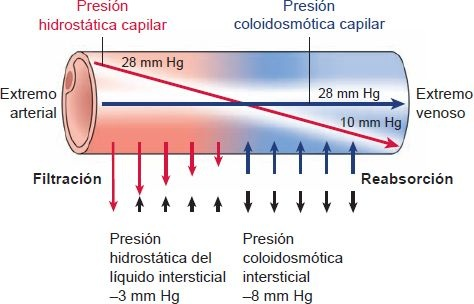 Presión
hidrostática capilar
Presión
coloidosmótica capilar
28 mm Hg
28 mm Hg
10 mm Hg
Extremo
arterial
Extremo
venoso
Filtración
Reabsorción
Presión
hidrostática del
líquido intersticial
–3 mm Hg
Presión
coloidosmótica
intersticial
–8 mm Hg